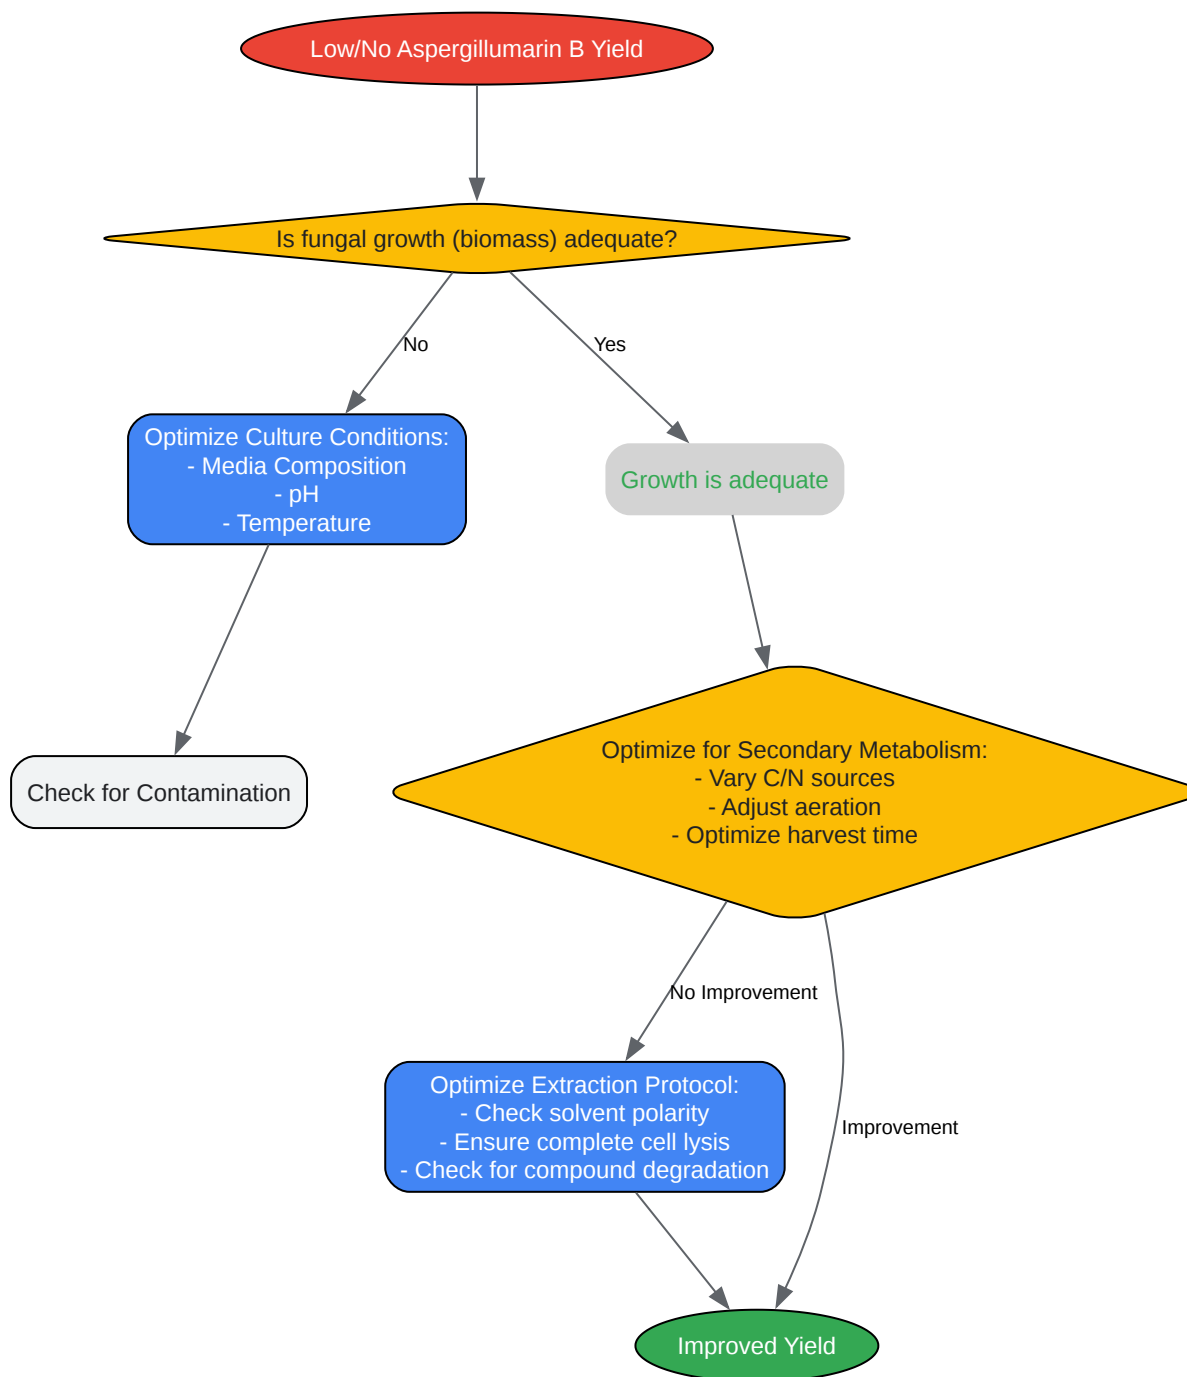 Low/No Aspergillumarin B Yield
Is fungal growth (biomass) adequate?
No
Yes
Optimize Culture Conditions:
- Media Composition
- pH
- Temperature
Growth is adequate
Check for Contamination
Optimize for Secondary Metabolism:
- Vary C/N sources
- Adjust aeration
- Optimize harvest time
No Improvement
Optimize Extraction Protocol:
- Check solvent polarity
- Ensure complete cell lysis
- Check for compound degradation
Improvement
Improved Yield